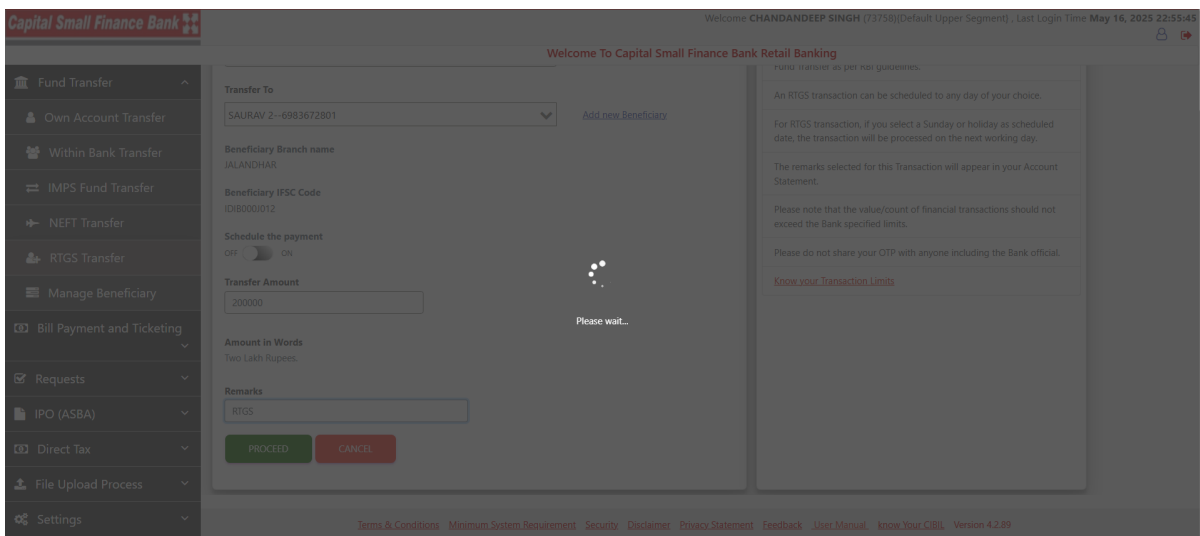 Capital Small Finance Bank
Welcome CHANDANDEEP SINGH (73758)(Default Upper Segment) , Last Login Time May 16, 2025 22:55:45
Welcome To Capital Small Finance Bank Retail Banking
Fund Transfer
Own Account Transfer
Within Bank Transfer
IMPS Fund Transfer
NEFT Transfer
RTGS Transfer
Manage Beneficiary
Bill Payment and Ticketing
Requests
IPO (ASBA)
Direct Tax
File Upload Process
Settings
Transfer To
SAURAV 2--6983672801
Add new Beneficiary
Beneficiary Branch name
JALANDHAR
Beneficiary IFSC Code
IDIB000J012
Schedule the payment
OFF ON
Transfer Amount
200000
Amount in Words
Two Lakh Rupees.
Remarks
RTGS
PROCEED CANCEL
Please wait...
Fund Transfer as per RBI guidelines.
An RTGS transaction can be scheduled to any day of your choice.
For RTGS transaction, if you select a Sunday or holiday as scheduled
date, the transaction will be processed on the next working day.
The remarks selected for this Transaction will appear in your Account
Statement.
Please note that the value/count of financial transactions should not
exceed the Bank specified limits.
Please do not share your OTP with anyone including the Bank official.
Know your Transaction Limits
Terms & Conditions Minimum System Requirement Security Disclaimer Privacy Statement Feedback User Manual know Your CIBIL Version 4.2.89